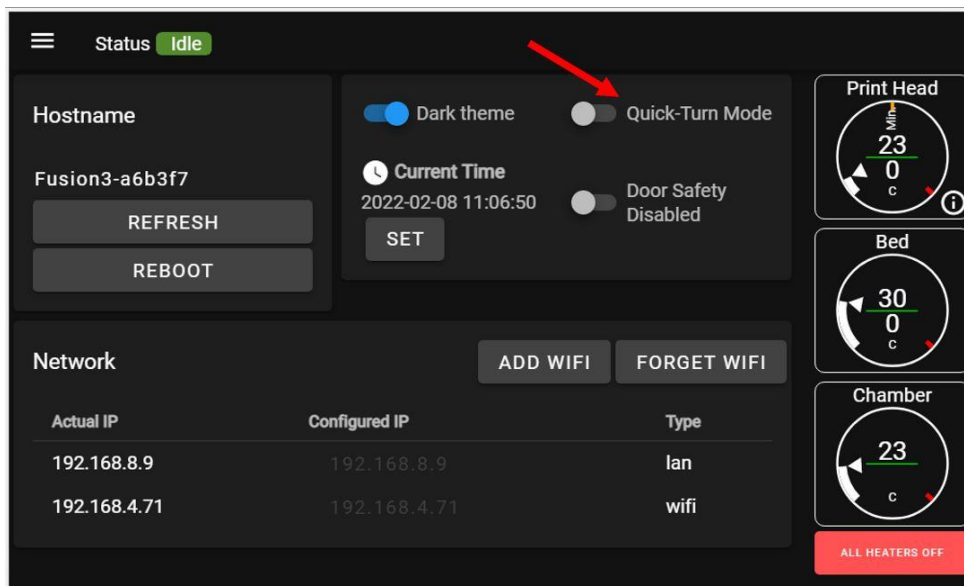 Status Idle
Hostname
Fusion3-a6b3f7
REFRESH
REBOOT
Dark theme
Quick-Turn Mode
Current Time
2022-02-08 11:06:50
SET
Door Safety
Disabled
Network
ADD WIFI
FORGET WIFI
Actual IP Configured IP Type
192.168.8.9 192.168.8.9 lan
192.168.4.71 192.168.4.71 wifi
Print Head
Min
23
0
c
Bed
30
0
c
Chamber
23
c
ALL HEATERS OFF